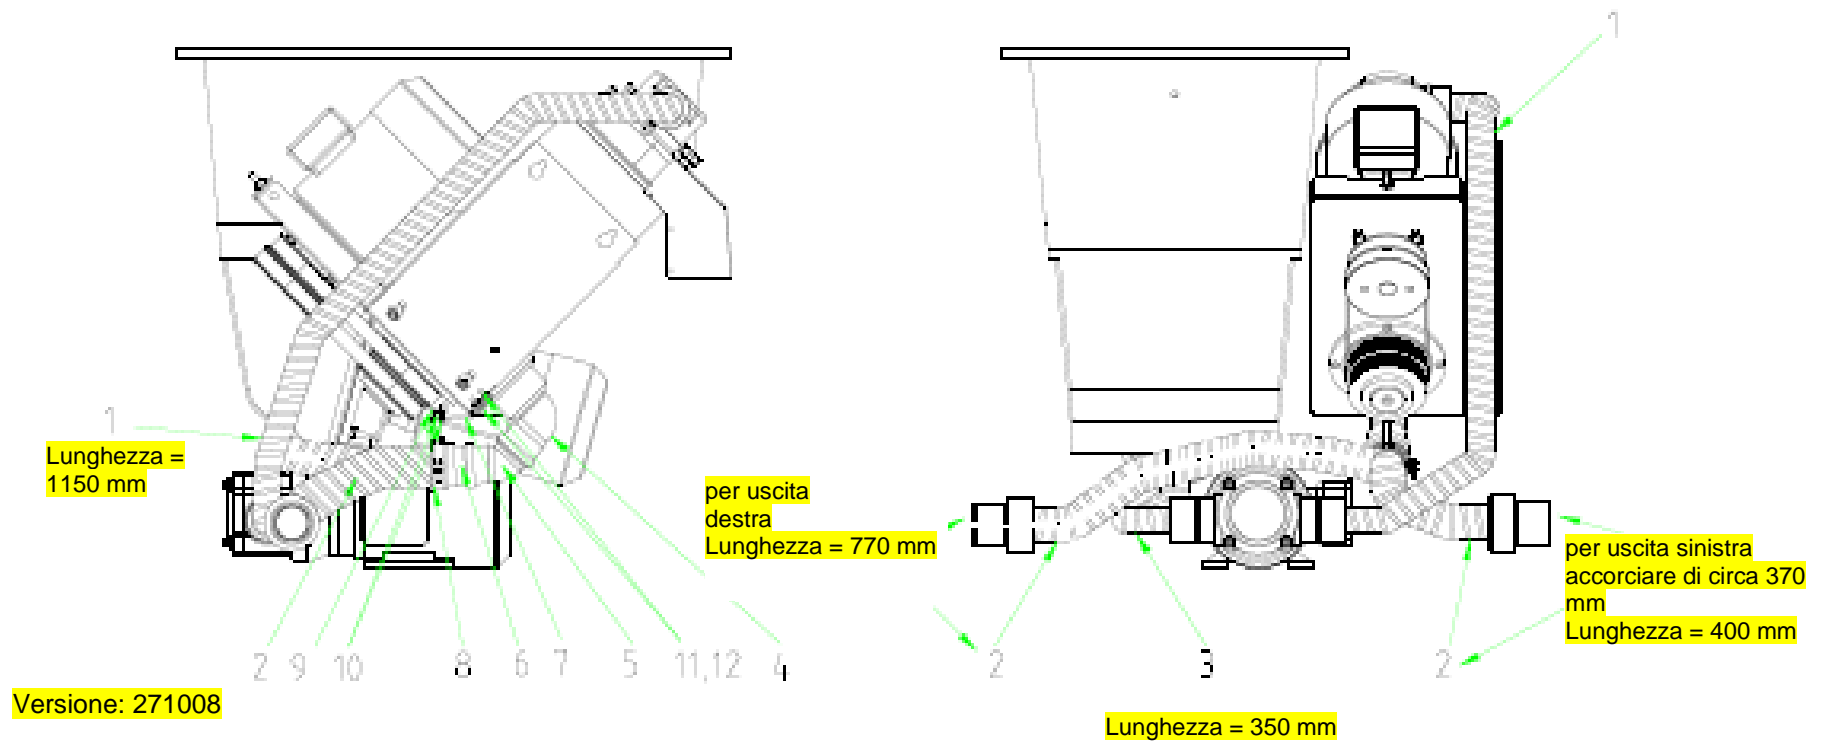 1
1
Lunghezza =
1150 mm
per uscita
destra
Lunghezza = 770 mm
per uscita sinistra
accorciare di circa 370
mm
Lunghezza = 400 mm
2 9 10 8 6 7 5 11,12 4
2 3 2
Versione: 271008
Lunghezza = 350 mm